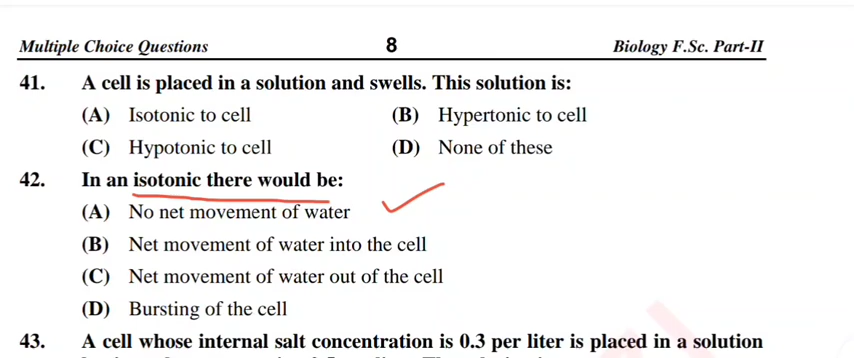 Multiple Choice Questions 8 Biology F.Sc. Part-II
41. A cell is placed in a solution and swells. This solution is:
(A) Isotonic to cell (B) Hypertonic to cell
(C) Hypotonic to cell (D) None of these
42. In an isotonic there would be:
(A) No net movement of water
(B) Net movement of water into the cell
(C) Net movement of water out of the cell
(D) Bursting of the cell
43. A cell whose internal salt concentration is 0.3 per liter is placed in a solution